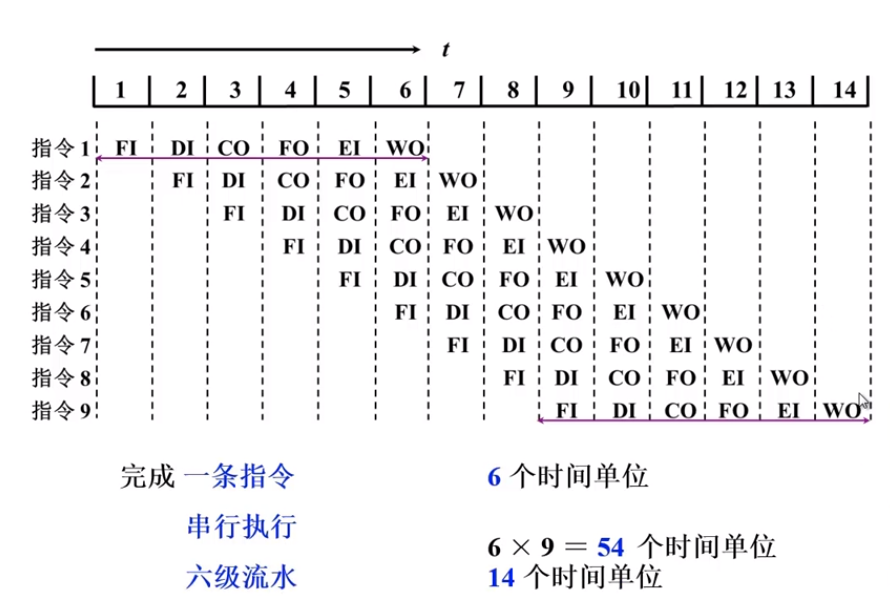 t
1 2 3 4 5 6 7 8 9 10 11 12 13 14
指令 1 FI DI CO FO EI WO
指令 2 FI DI CO FO EI WO
指令 3 FI DI CO FO EI WO
指令 4 FI DI CO FO EI WO
指令 5 FI DI CO FO EI WO
指令 6 FI DI CO FO EI WO
指令 7 FI DI CO FO EI WO
指令 8 FI DI CO FO EI WO
指令 9 FI DI CO FO EI WO
完成 一条指令 6 个时间单位
串行执行 6 × 9 = 54 个时间单位
六级流水 14 个时间单位